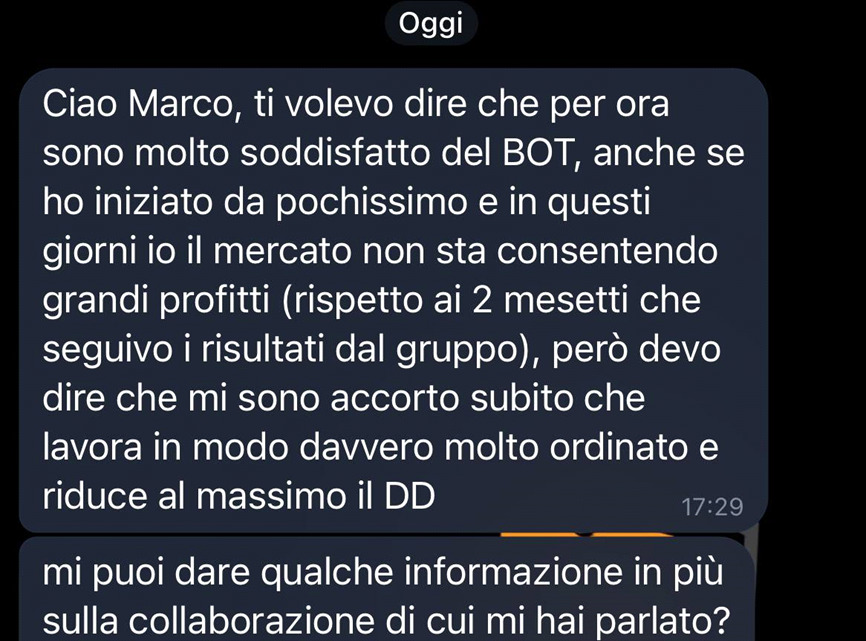 Oggi
Ciao Marco, ti volevo dire che per ora
sono molto soddisfatto del BOT, anche se
ho iniziato da pochissimo e in questi
giorni io il mercato non sta consentendo
grandi profitti (rispetto ai 2 mesetti che
seguivo i risultati dal gruppo), però devo
dire che mi sono accorto subito che
lavora in modo davvero molto ordinato e
riduce al massimo il DD
17:29
mi puoi dare qualche informazione in più
sulla collaborazione di cui mi hai parlato?